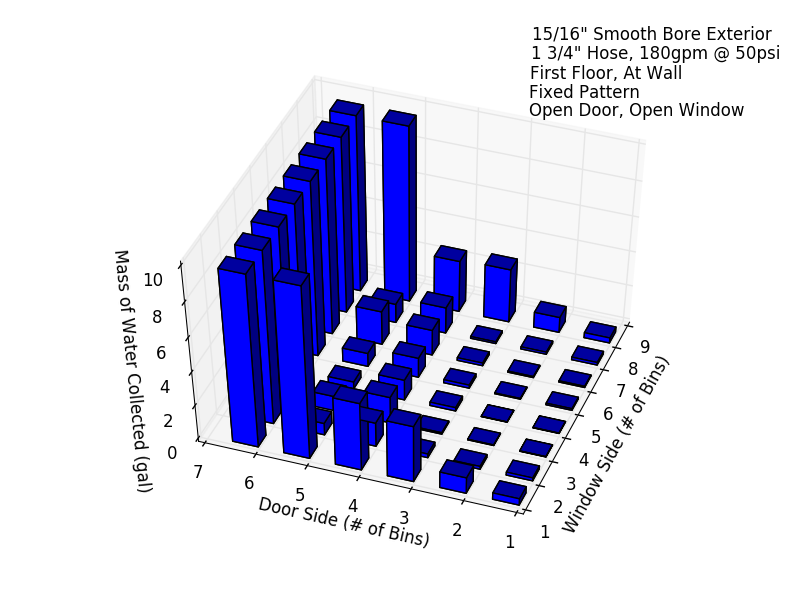 15/16" Smooth Bore Exterior
1 3/4" Hose, 180gpm @ 50psi
First Floor, At Wall
Fixed Pattern
Open Door, Open Window
Mass of Water Collected (gal)
10
8
6
4
2
0
7
6
5
4
3
2
1
Door Side (# of Bins)
9
8
7
6
5
4
3
2
1
Window Side (# of Bins)